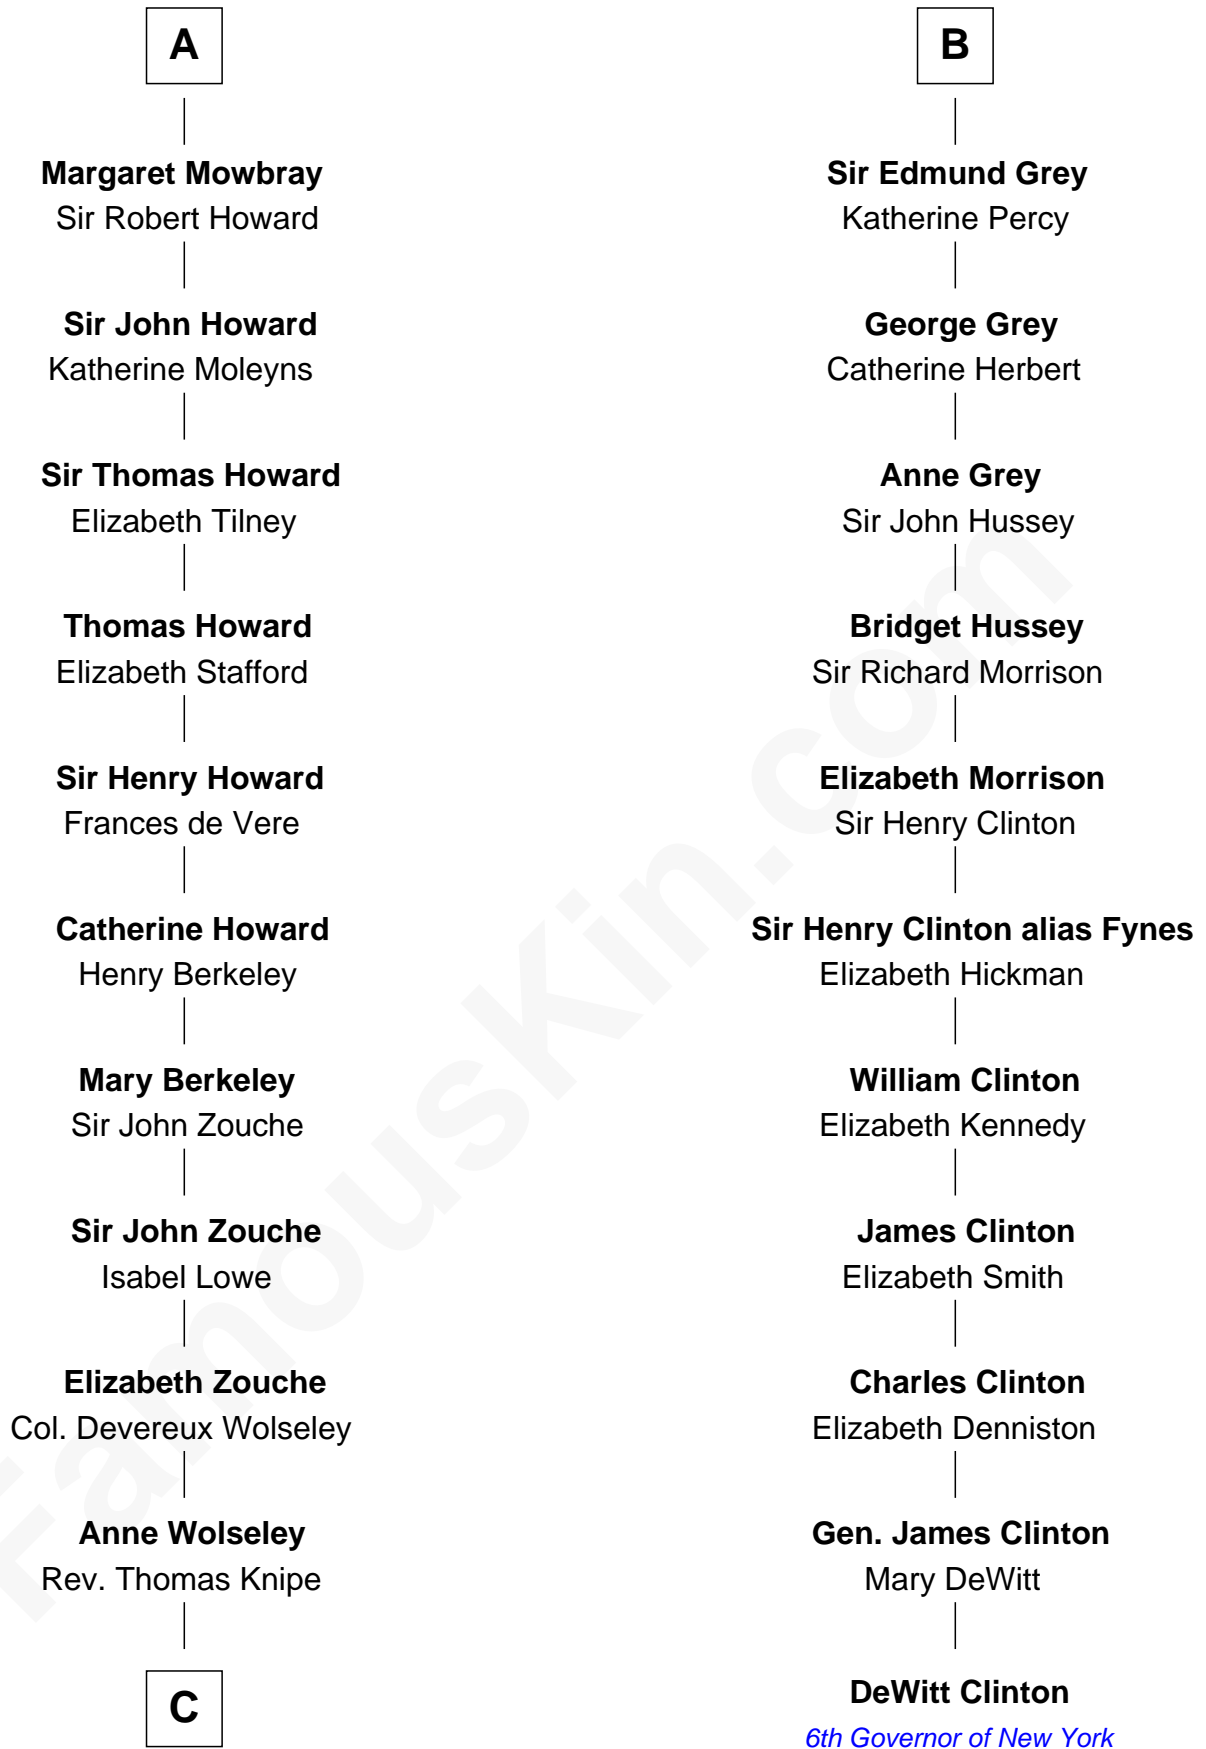 A
Margaret Mowbray
Sir Robert Howard
Sir John Howard
Katherine Moleyns
Sir Thomas Howard
Elizabeth Tilney
Thomas Howard
Elizabeth Stafford
Sir Henry Howard
Frances de Vere
Catherine Howard
Henry Berkeley
Mary Berkeley
Sir John Zouche
Sir John Zouche
Isabel Lowe
Elizabeth Zouche
Col. Devereux Wolseley
Anne Wolseley
Rev. Thomas Knipe
C
B
Sir Edmund Grey
Katherine Percy
George Grey
Catherine Herbert
Anne Grey
Sir John Hussey
Bridget Hussey
Sir Richard Morrison
Elizabeth Morrison
Sir Henry Clinton
Sir Henry Clinton alias Fynes
Elizabeth Hickman
William Clinton
Elizabeth Kennedy
James Clinton
Elizabeth Smith
Charles Clinton
Elizabeth Denniston
Gen. James Clinton
Mary DeWitt
DeWitt Clinton
6th Governor of New York
FamousKin.com